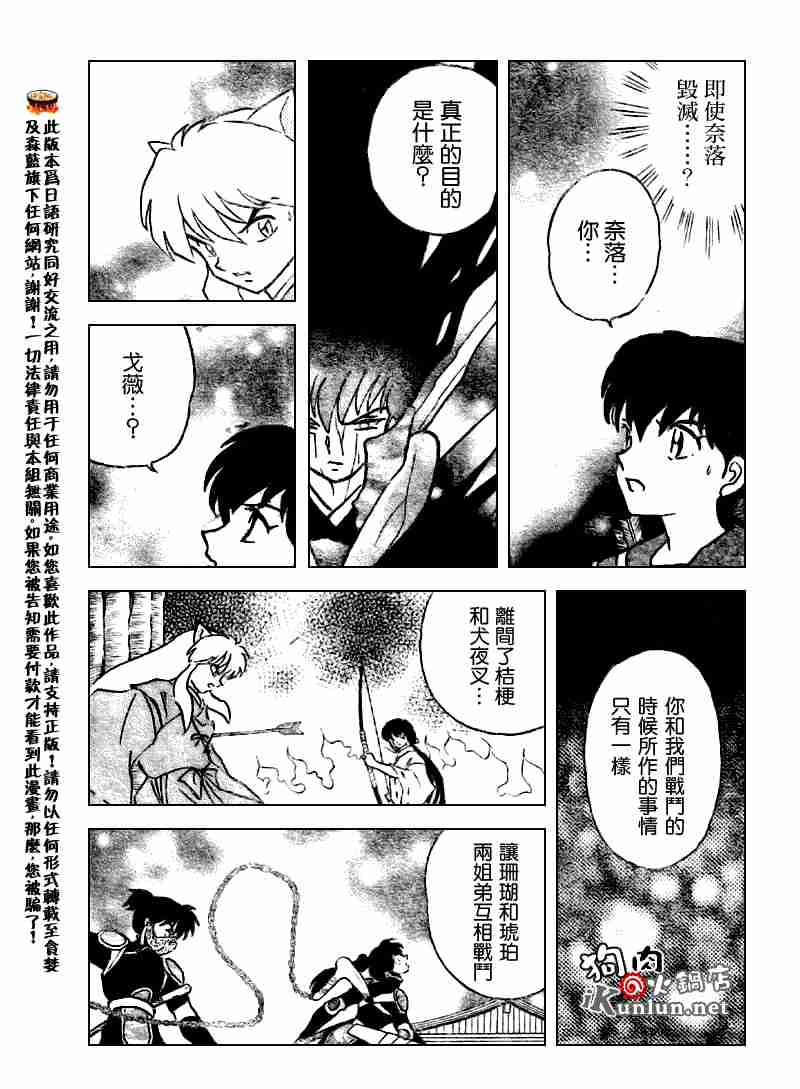 即使奈落
毀滅……？
奈落…
你…
真正的目的
是什麼？
戈薇…？
你和我們戰鬥的
時候所作的事情
只有一樣
離間了桔梗
和犬夜叉…
讓珊瑚和琥珀
兩姐弟互相戰鬥
此版本爲日語研究同好交流之用，請勿用于任何商業用途。如您喜歡此作品，請支持正版！請勿以任何形式轉載至貪婪
及森藍旗下任何網站，謝謝！一切法律責任與本組無關。如果您被告知需要付款才能看到此漫畫，那麼，您被騙了！
狗肉
火鍋店
iKunlun.net